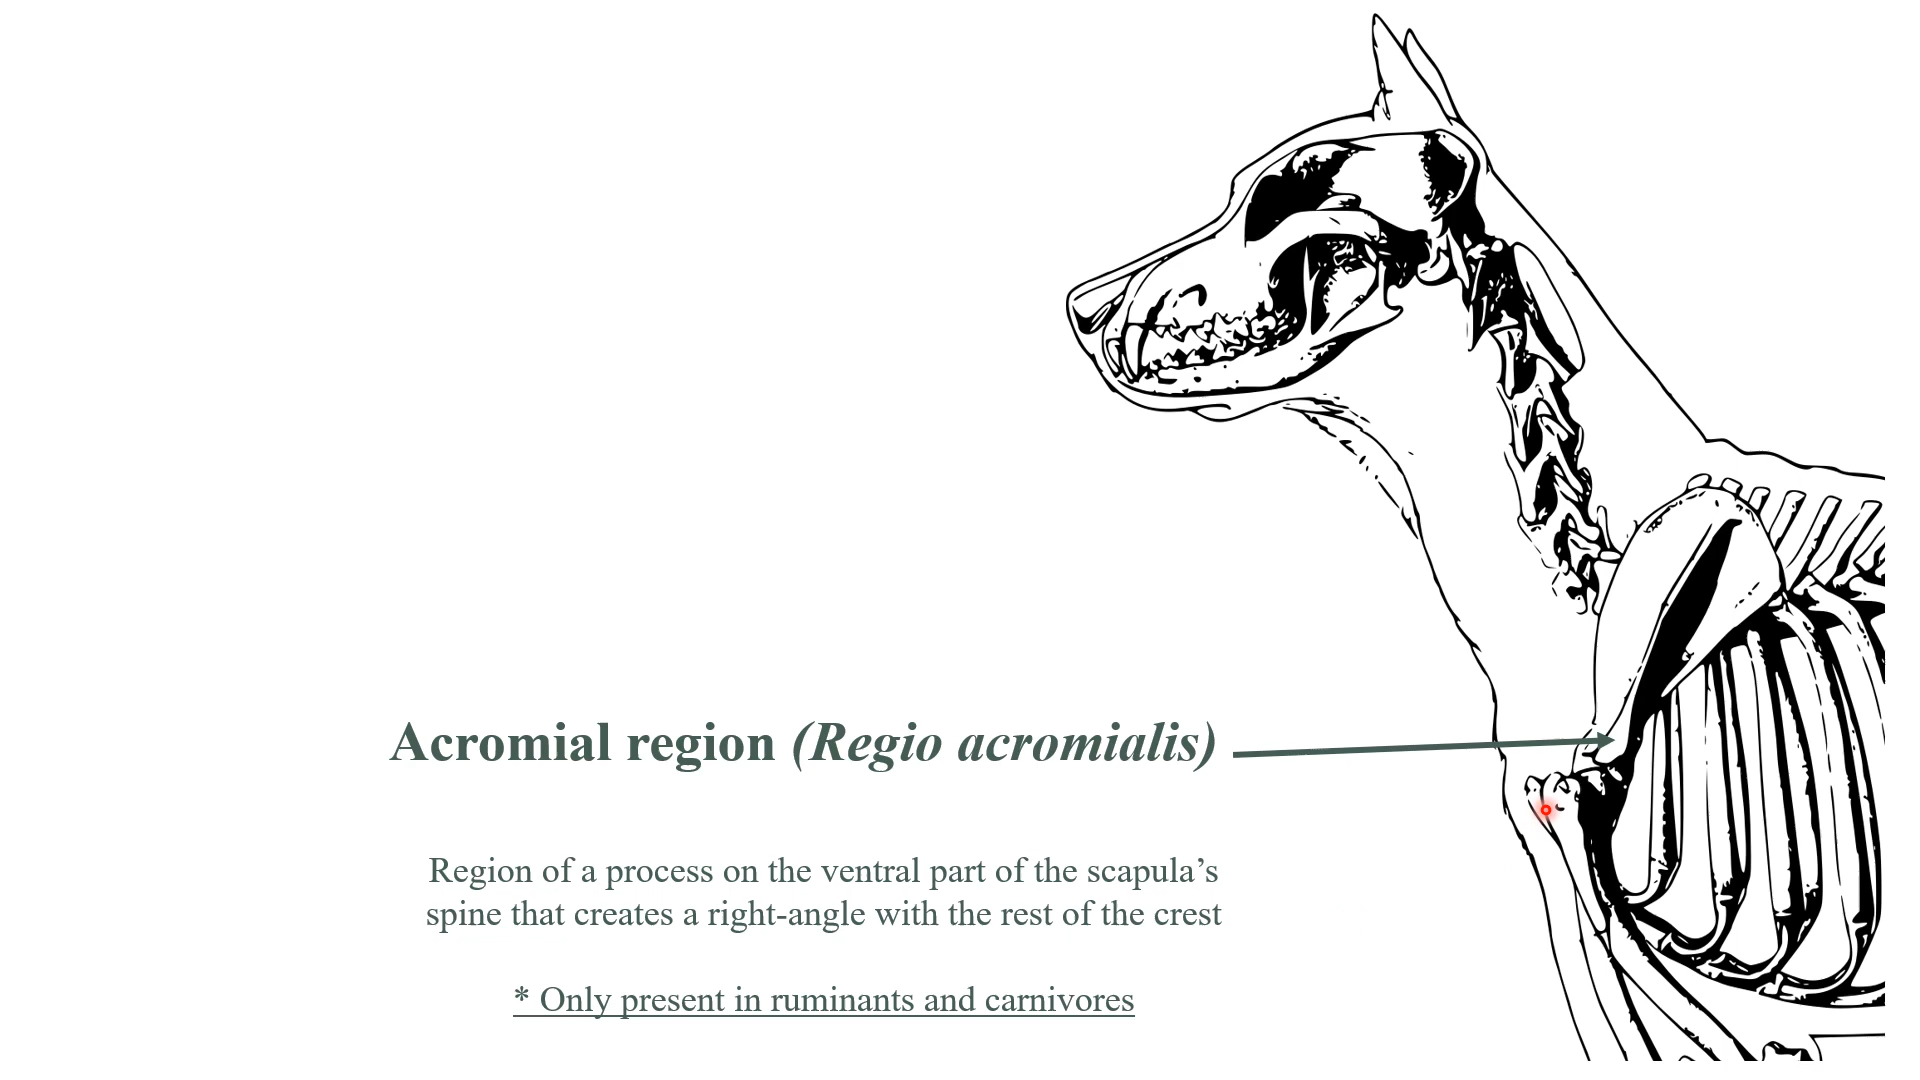 Acromial region (Regio acromialis)
Region of a process on the ventral part of the scapula’s
spine that creates a right-angle with the rest of the crest
* Only present in ruminants and carnivores